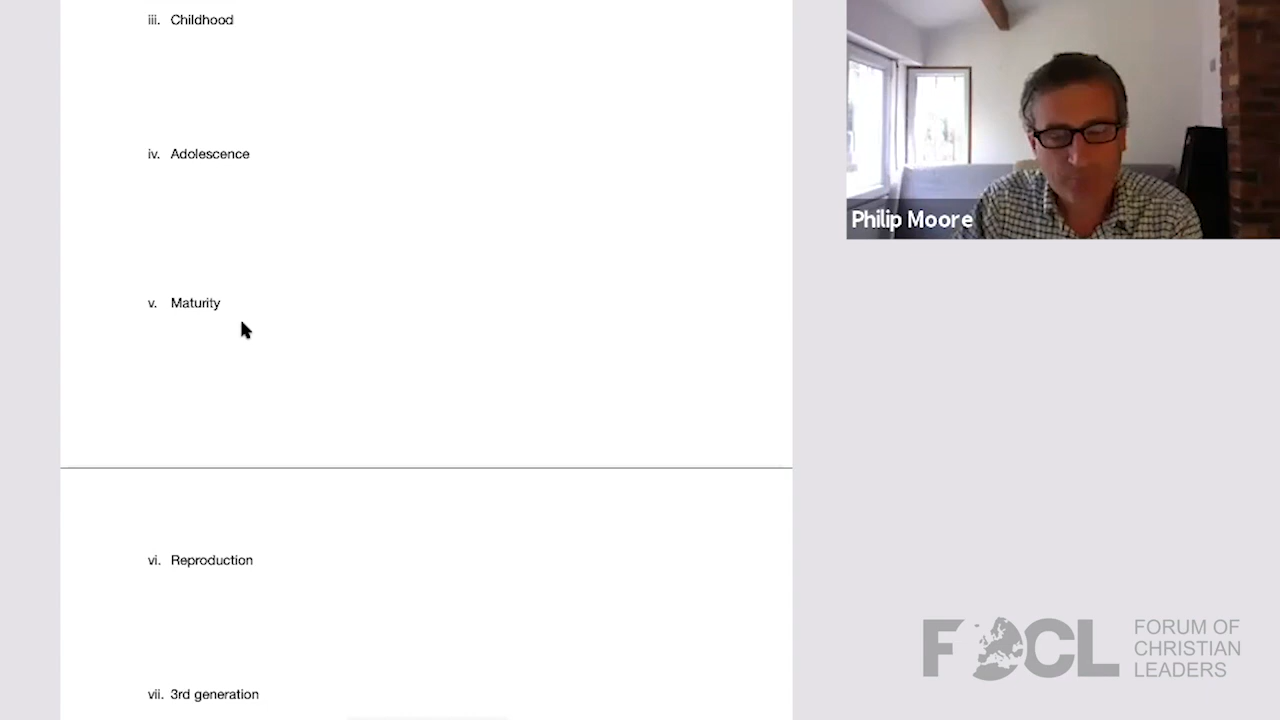 iii. Childhood
iv. Adolescence
v. Maturity
vi. Reproduction
vii. 3rd generation
Philip Moore
FOCL
FORUM OF
CHRISTIAN
LEADERS